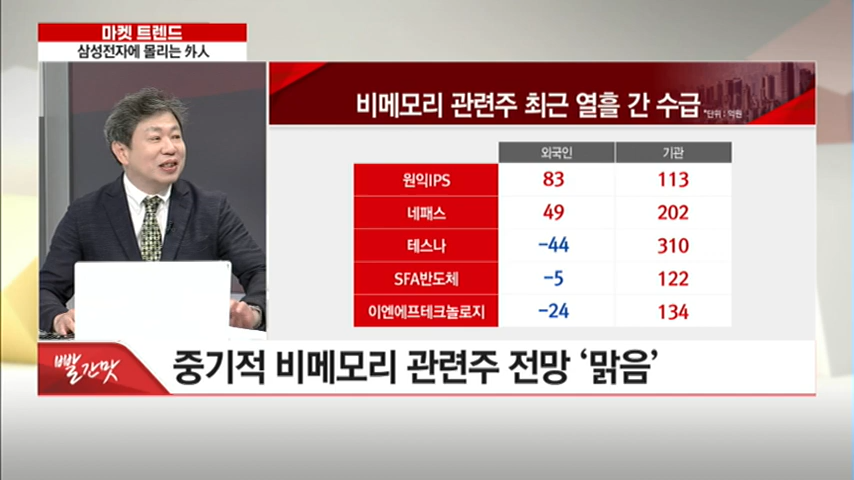 마켓 트렌드
삼성전자에 몰리는 外人
비메모리 관련주 최근 열흘 간 수급 *단위 : 억원
외국인 기관
원익IPS 83 113
네패스 49 202
테스나 -44 310
SFA반도체 -5 122
이엔에프테크놀로지 -24 134
빨간맛 중기적 비메모리 관련주 전망 ‘맑음’